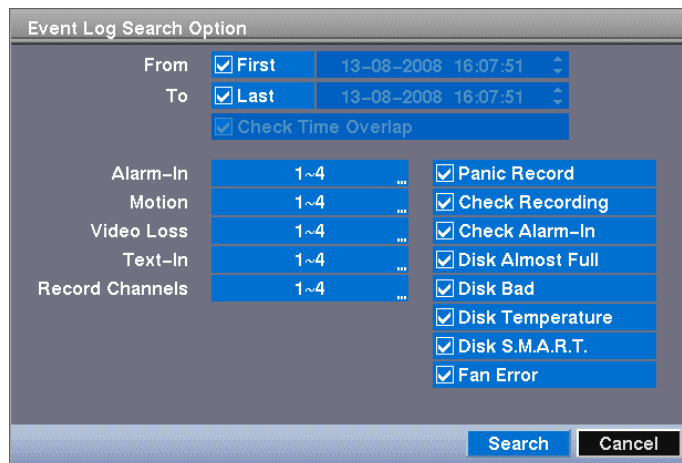 Event Log Search Option
From First 13-08-2008 16:07:51
To Last 13-08-2008 16:07:51
Check Time Overlap
Alarm-In 1~4 ... Panic Record
Motion 1~4 ... Check Recording
Video Loss 1~4 ... Check Alarm-In
Text-In 1~4 ... Disk Almost Full
Record Channels 1~4 ... Disk Bad
Disk Temperature
Disk S.M.A.R.T.
Fan Error
Search Cancel